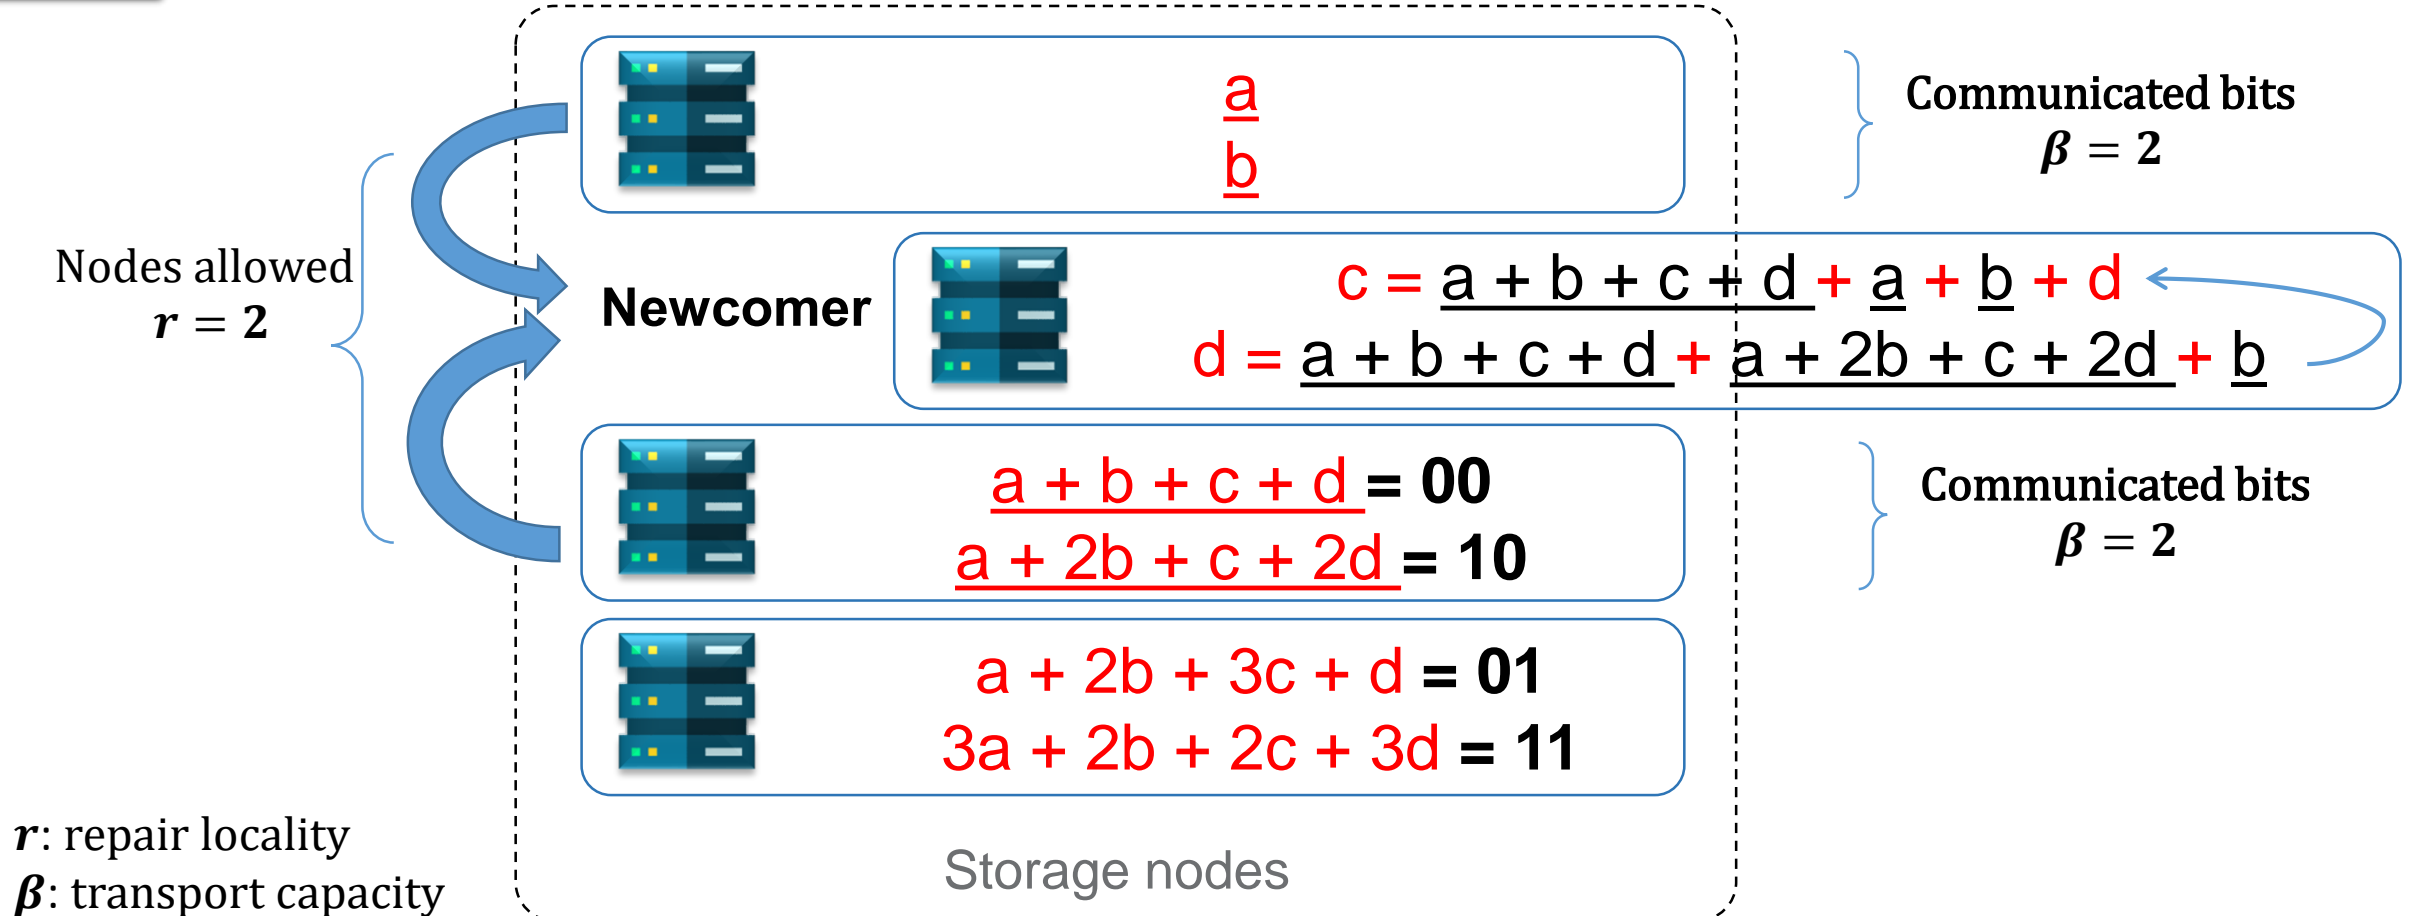 a
b
Communicated bits
β = 2
Nodes allowed
r = 2
Newcomer
c = a + b + c + d + a + b + d
d = a + b + c + d + a + 2b + c + 2d + b
a + b + c + d = 00
a + 2b + c + 2d = 10
Communicated bits
β = 2
a + 2b + 3c + d = 01
3a + 2b + 2c + 3d = 11
r: repair locality
β: transport capacity
Storage nodes